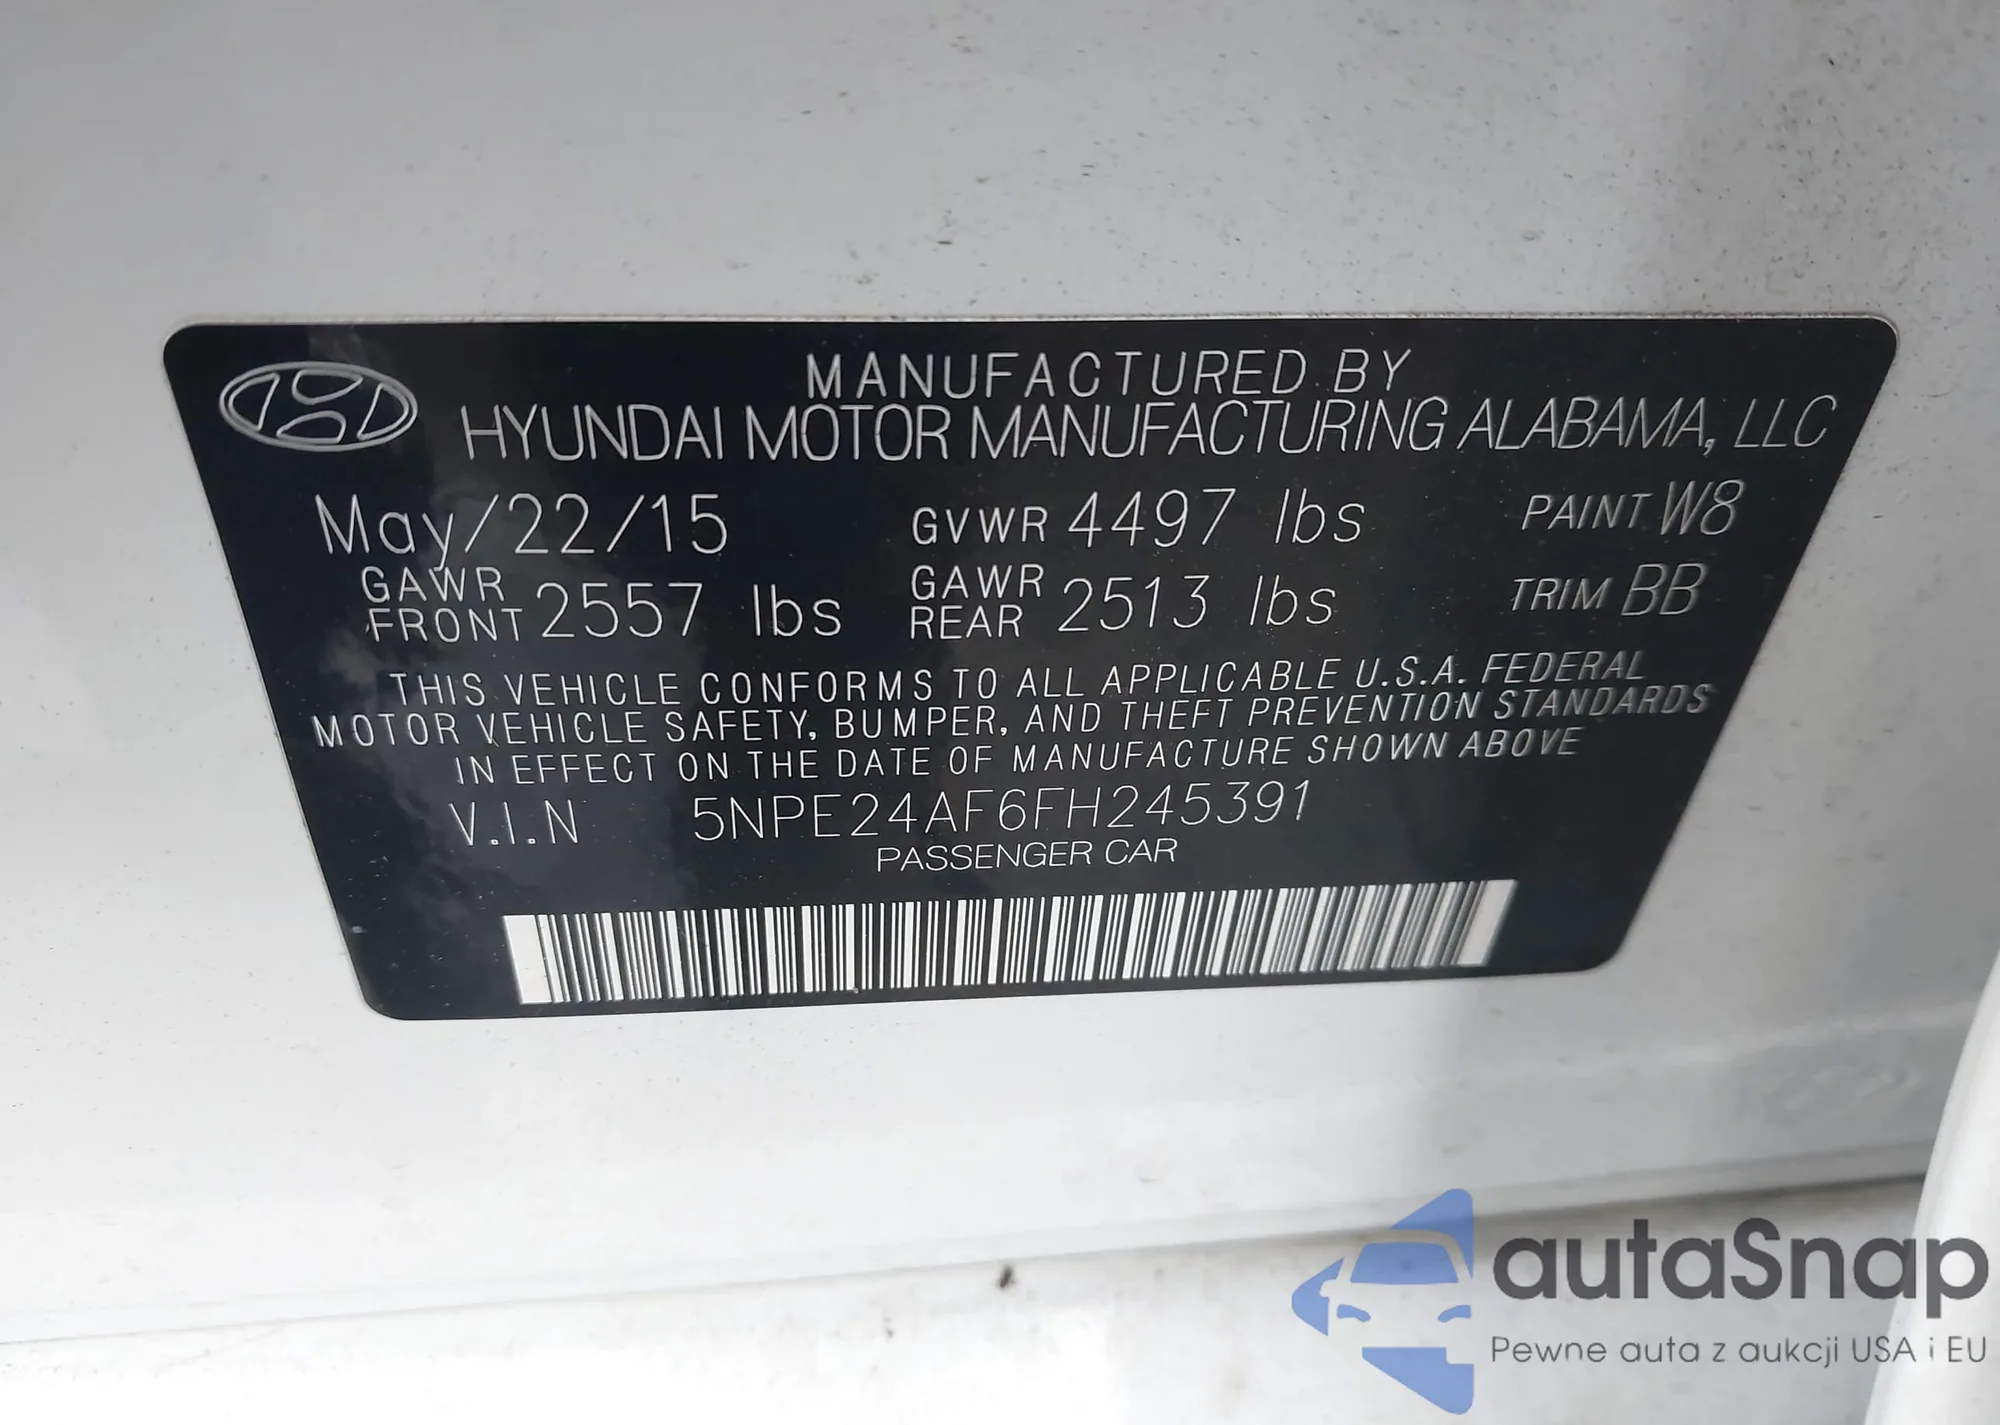 MANUFACTURED BY
HYUNDAI MOTOR MANUFACTURING ALABAMA, LLC
May/22/15 GVWR 4497 lbs PAINT W8
GAWR FRONT 2557 lbs GAWR REAR 2513 lbs TRIM BB
THIS VEHICLE CONFORMS TO ALL APPLICABLE U.S.A. FEDERAL
MOTOR VEHICLE SAFETY, BUMPER, AND THEFT PREVENTION STANDARDS
IN EFFECT ON THE DATE OF MANUFACTURE SHOWN ABOVE
V.I.N 5NPE24AF6FH245391
PASSENGER CAR
autaSnap
Pewne auta z aukcji USA i EU